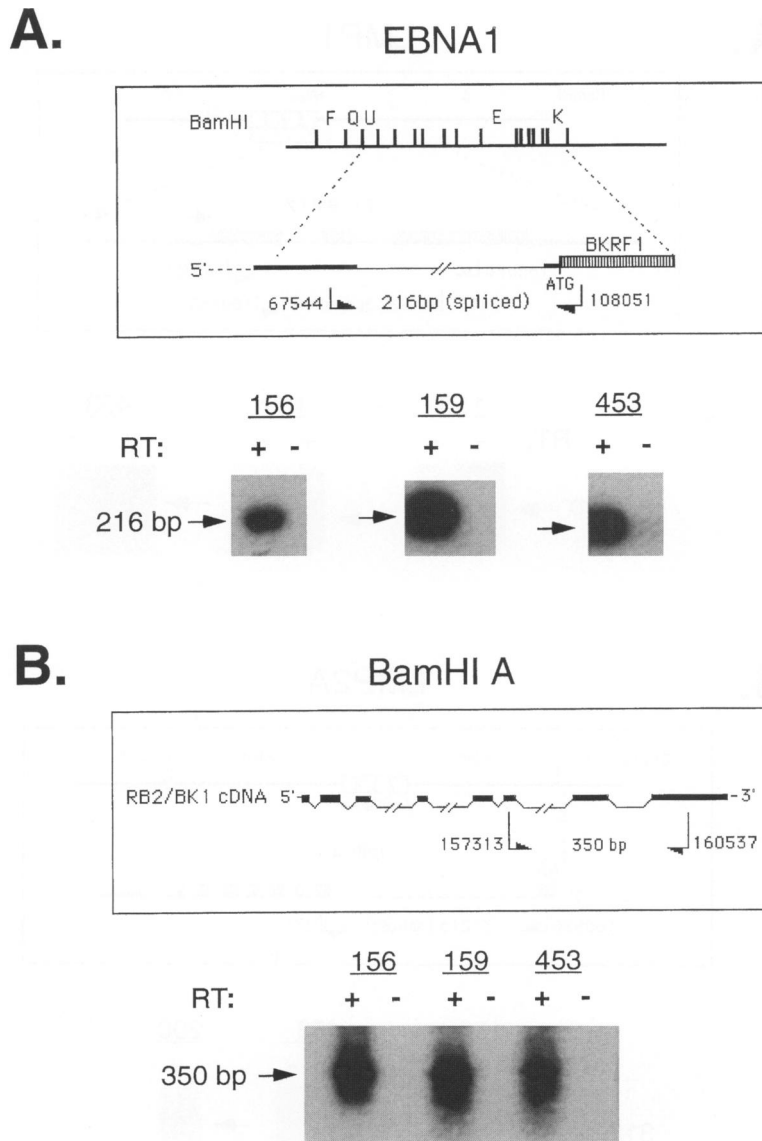 A.
EBNA1
BamHI F Q U E K
BKRF1
5'
ATG
67544 216bp (spliced) 108051
156 159 453
RT: + - + - + -
216 bp
B.
BamHI A
RB2/BK1 cDNA 5' -3'
157313 350 bp 160537
156 159 453
RT: + - + - + -
350 bp